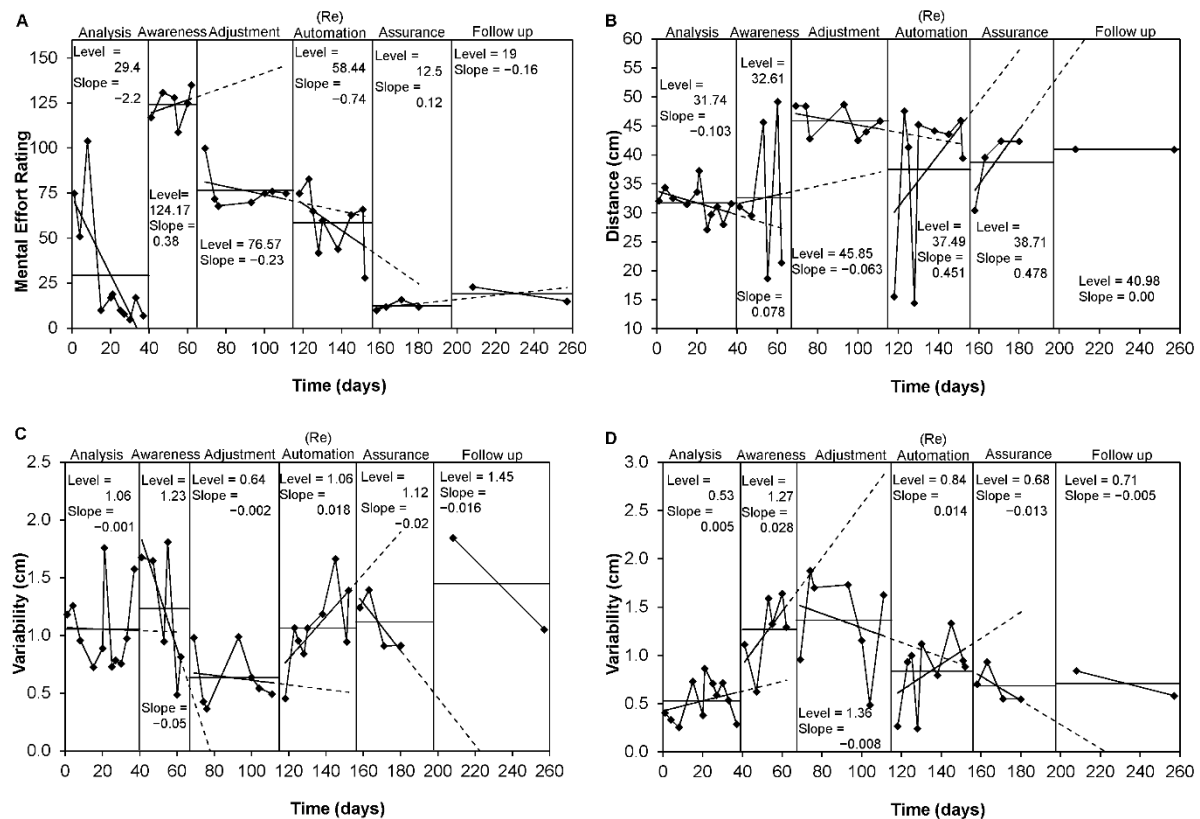 A
(Re)
Analysis Awareness Adjustment Automation Assurance Follow up
Mental Effort Rating
150
125
100
75
50
25
0
Level =
29.4
Slope =
−2.2
Level=
124.17
Slope =
0.38
Level = 76.57
Slope = −0.23
Level =
58.44
Slope =
−0.74
Level =
12.5
Slope =
0.12
Level = 19
Slope = −0.16
0 20 40 60 80 100 120 140 160 180 200 220 240 260
Time (days)
B
(Re)
Analysis Awareness Adjustment Automation Assurance Follow up
Distance (cm)
60
55
50
45
40
35
30
25
20
15
10
Level =
31.74
Slope =
−0.103
Level =
32.61
Slope =
0.078
Level =
45.85
Slope =
−0.063
Level =
37.49
Slope =
0.451
Level =
38.71
Slope =
0.478
Level =
40.98
Slope =
0.00
0 20 40 60 80 100 120 140 160 180 200 220 240 260
Time (days)
C
(Re)
Analysis Awareness Adjustment Automation Assurance Follow up
Variability (cm)
2.5
2.0
1.5
1.0
0.5
0.0
Level =
1.06
Slope =
−0.001
Level =
1.23
Slope =
−0.05
Level = 0.64
Slope =
−0.002
Level = 1.06
Slope =
0.018
Level =
1.12
Slope =
−0.02
Level = 1.45
Slope =
−0.016
0 20 40 60 80 100 120 140 160 180 200 220 240 260
Time (days)
D
(Re)
Analysis Awareness Adjustment Automation Assurance Follow up
Variability (cm)
3.0
2.5
2.0
1.5
1.0
0.5
0.0
Level =
0.53
Slope =
0.005
Level =
1.27
Slope =
0.028
Level = 1.36
Slope =
−0.008
Level = 0.84
Slope =
0.014
Level = 0.68
Slope =
−0.013
Level = 0.71
Slope =
−0.005
0 20 40 60 80 100 120 140 160 180 200 220 240 260
Time (days)